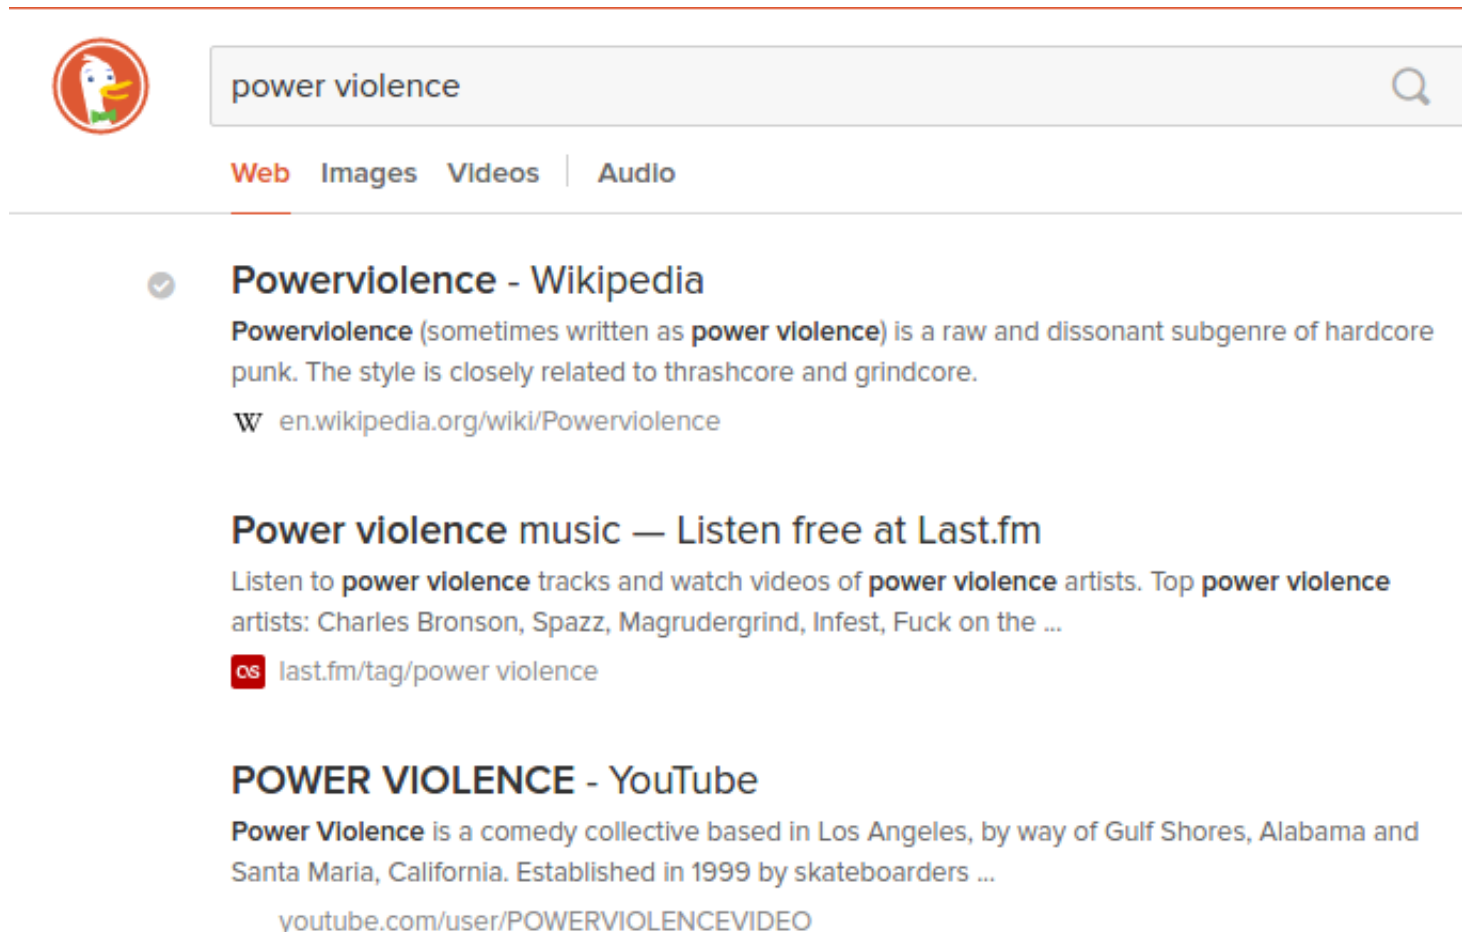 power violence
Web Images Videos Audio
Powerviolence - Wikipedia
Powerviolence (sometimes written as power violence) is a raw and dissonant subgenre of hardcore
punk. The style is closely related to thrashcore and grindcore.
W en.wikipedia.org/wiki/Powerviolence
Power violence music — Listen free at Last.fm
Listen to power violence tracks and watch videos of power violence artists. Top power violence
artists: Charles Bronson, Spazz, Magrudergrind, Infest, Fuck on the ...
as last.fm/tag/power violence
POWER VIOLENCE - YouTube
Power Violence is a comedy collective based in Los Angeles, by way of Gulf Shores, Alabama and
Santa Maria, California. Established in 1999 by skateboarders ...
youtube.com/user/POWERVIOLENCEVIDEO